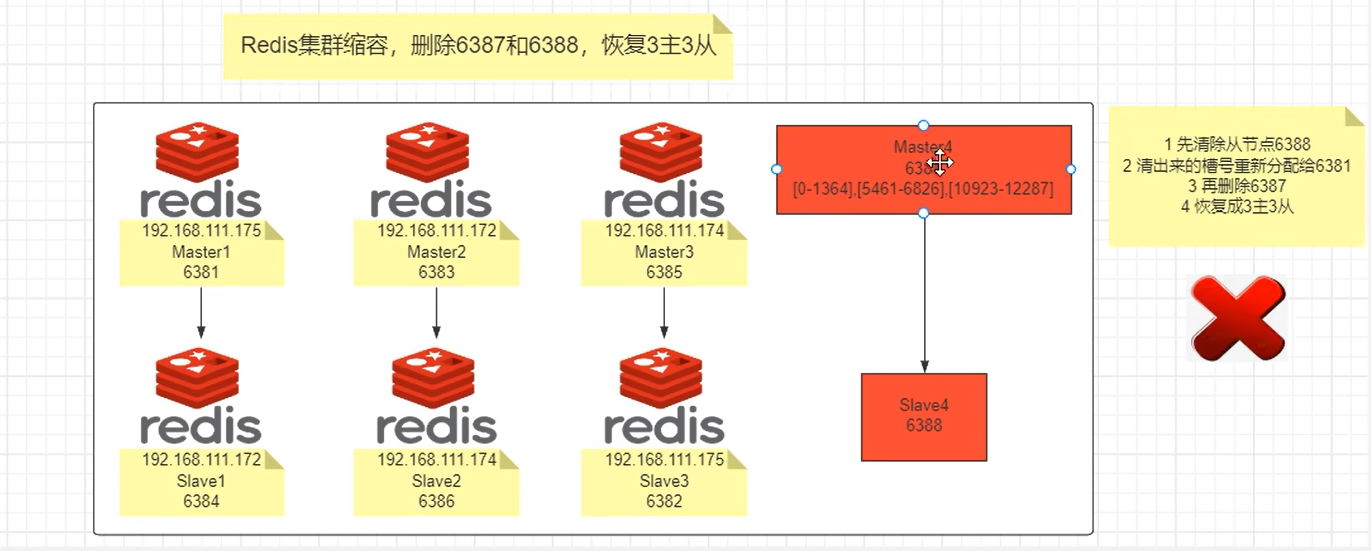 Redis集群缩容，删除6387和6388，恢复3主3从
redis
192.168.111.175
Master1
6381
redis
192.168.111.172
Master2
6383
redis
192.168.111.174
Master3
6385
Master4
[0-1364],[5461-6826],[10923-12287]
1 先清除从节点6388
2 清出来的槽号重新分配给6381
3 再删除6387
4 恢复成3主3从
redis
192.168.111.172
Slave1
6384
redis
192.168.111.174
Slave2
6386
redis
192.168.111.175
Slave3
6382
Slave4
6388